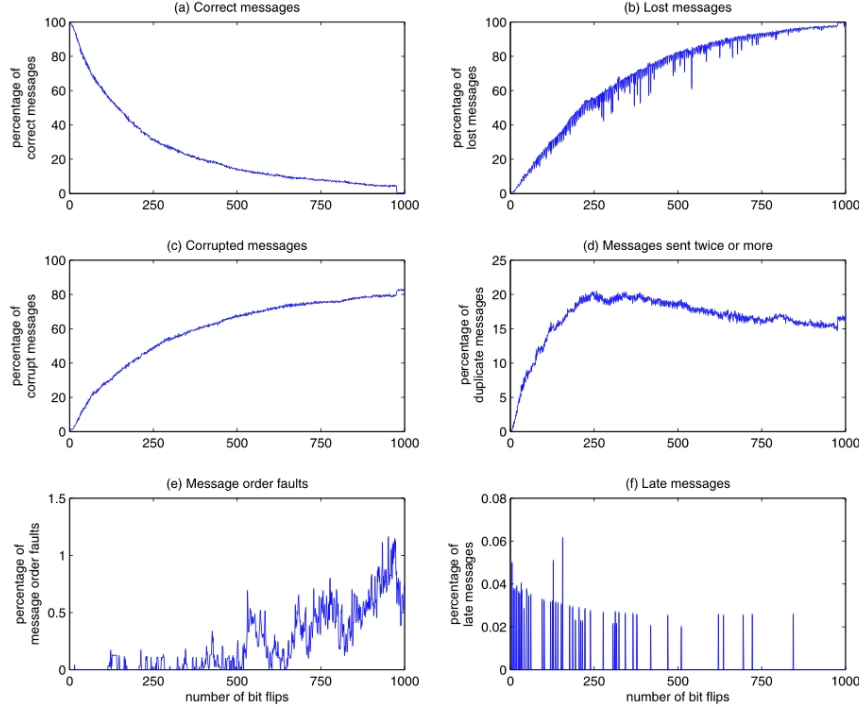 (a) Correct messages
100
80
60
40
20
0
0 250 500 750 1000
percentage of
correct messages
(b) Lost messages
100
80
60
40
20
0
0 250 500 750 1000
percentage of
lost messages
(c) Corrupted messages
100
80
60
40
20
0
0 250 500 750 1000
percentage of
corrupt messages
(d) Messages sent twice or more
25
20
15
10
5
0
0 250 500 750 1000
percentage of
duplicate messages
(e) Message order faults
1.5
1
0.5
0
0 250 500 750 1000
percentage of
message order faults
number of bit flips
(f) Late messages
0.08
0.06
0.04
0.02
0
0 250 500 750 1000
percentage of
late messages
number of bit flips